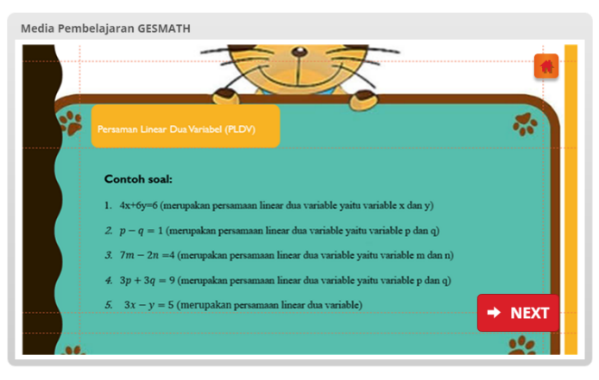 Media Pembelajaran GESMATH
Persaman Linear Dua Variabel (PLDV)
Contoh soal:
1. 4x+6y=6 (merupakan persamaan linear dua variable yaitu variable x dan y)
2. p − q = 1 (merupakan persamaan linear dua variable yaitu variable p dan q)
3. 7m − 2n =4 (merupakan persamaan linear dua variable yaitu variable m dan n)
4. 3p + 3q = 9 (merupakan persamaan linear dua variable yaitu variable p dan q)
5. 3x − y = 5 (merupakan persamaan linear dua variable)
NEXT